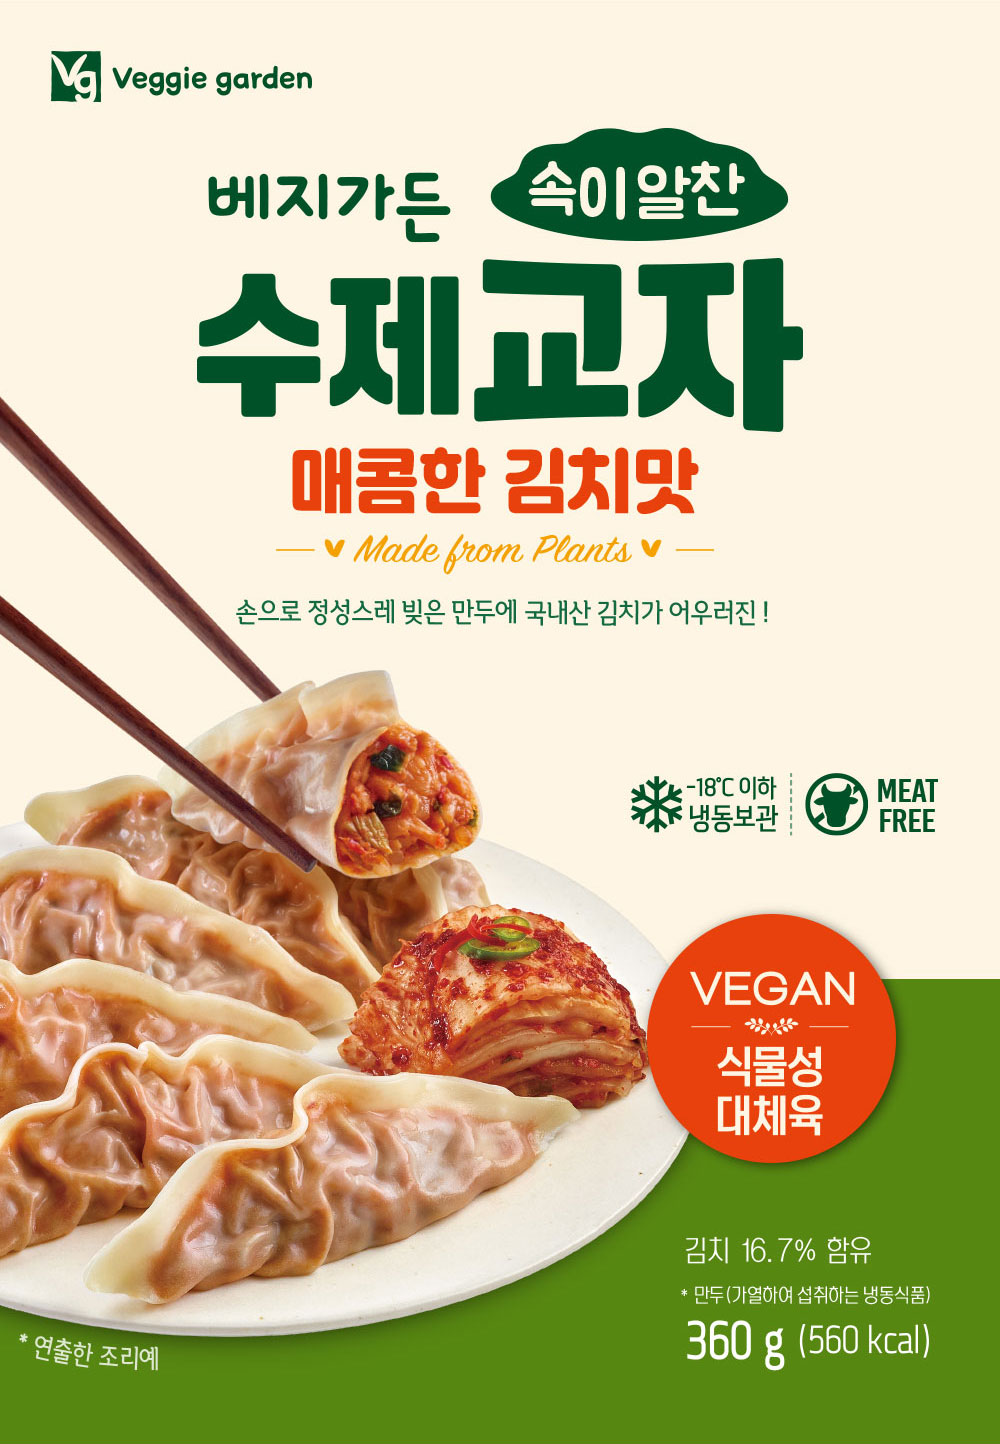 Vg Veggie garden
베지가든 속이알찬
수제교자
매콤한 김치맛
Made from Plants
손으로 정성스레 빚은 만두에 국내산 김치가 어우러진!
-18℃ 이하
냉동보관
MEAT
FREE
VEGAN
식물성
대체육
김치 16.7% 함유
* 만두(가열하여 섭취하는 냉동식품)
360 g (560 kcal)
* 연출한 조리예